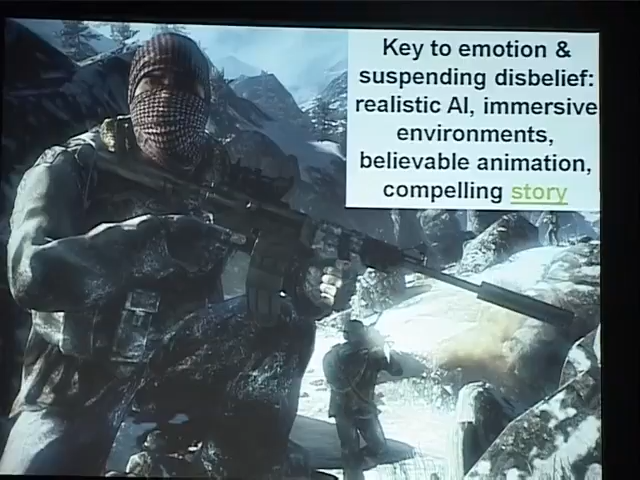 Key to emotion &
suspending disbelief:
realistic AI, immersive
environments,
believable animation,
compelling story